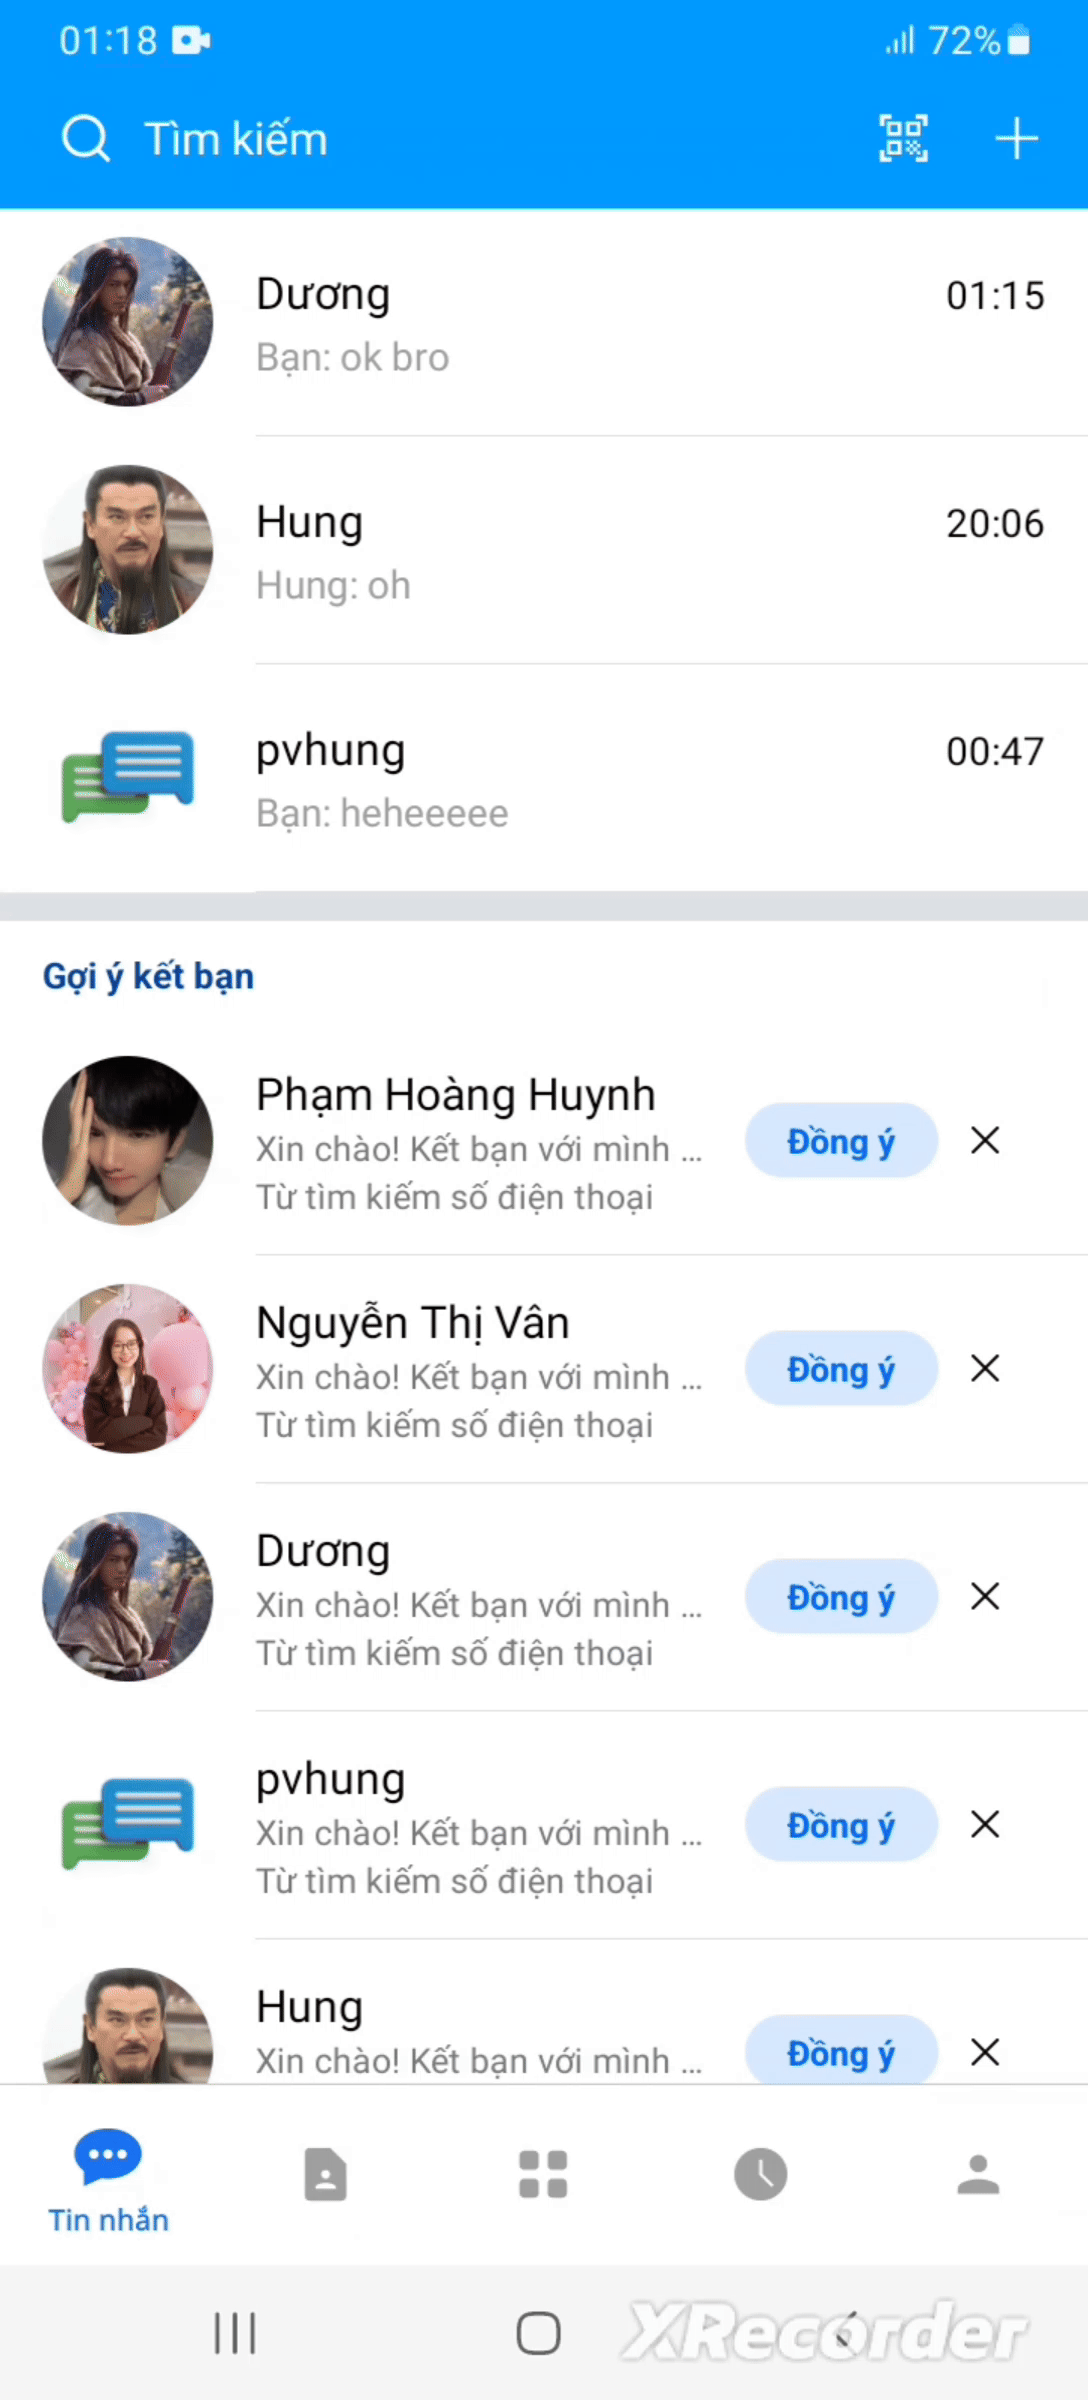 01:18
72%
Tìm kiếm
Dương
01:15
Bạn: ok bro
Hung
20:06
Hung: oh
pvhung
00:47
Bạn: heheeeee
Gợi ý kết bạn
Phạm Hoàng Huynh
Xin chào! Kết bạn với mình ...
Từ tìm kiếm số điện thoại
Đồng ý
Nguyễn Thị Vân
Xin chào! Kết bạn với mình ...
Từ tìm kiếm số điện thoại
Đồng ý
Dương
Xin chào! Kết bạn với mình ...
Từ tìm kiếm số điện thoại
Đồng ý
pvhung
Xin chào! Kết bạn với mình ...
Từ tìm kiếm số điện thoại
Đồng ý
Hung
Xin chào! Kết bạn với mình ...
Đồng ý
Tin nhắn
XRecorder